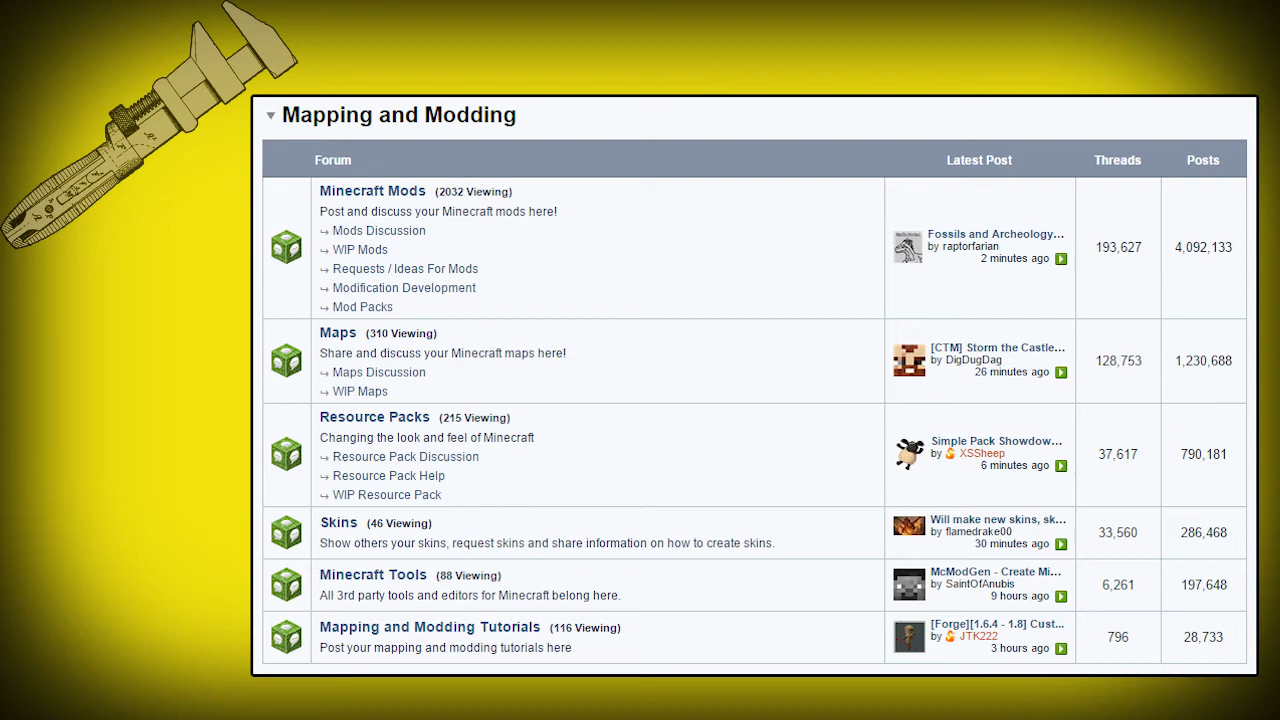 Mapping and Modding
Forum Latest Post Threads Posts
Minecraft Mods (2032 Viewing)
Post and discuss your Minecraft mods here!
Mods Discussion
WIP Mods
Requests / Ideas For Mods
Modification Development
Mod Packs
Fossils and Archeology...
by raptorfarian
2 minutes ago
193,627
4,092,133
Maps (310 Viewing)
Share and discuss your Minecraft maps here!
Maps Discussion
WIP Maps
[CTM] Storm the Castle...
by DigDugDag
26 minutes ago
128,753
1,230,688
Resource Packs (215 Viewing)
Changing the look and feel of Minecraft
Resource Pack Discussion
Resource Pack Help
WIP Resource Pack
Simple Pack Showdow...
by XSSheep
6 minutes ago
37,617
790,181
Skins (46 Viewing)
Show others your skins, request skins and share information on how to create skins.
Will make new skins, sk...
by flamedrake00
30 minutes ago
33,560
286,468
Minecraft Tools (88 Viewing)
All 3rd party tools and editors for Minecraft belong here.
McModGen - Create Mi...
by SaintOfAnubis
9 hours ago
6,261
197,648
Mapping and Modding Tutorials (116 Viewing)
Post your mapping and modding tutorials here
[Forge][1.6.4 - 1.8] Cust...
by JTK222
3 hours ago
796
28,733